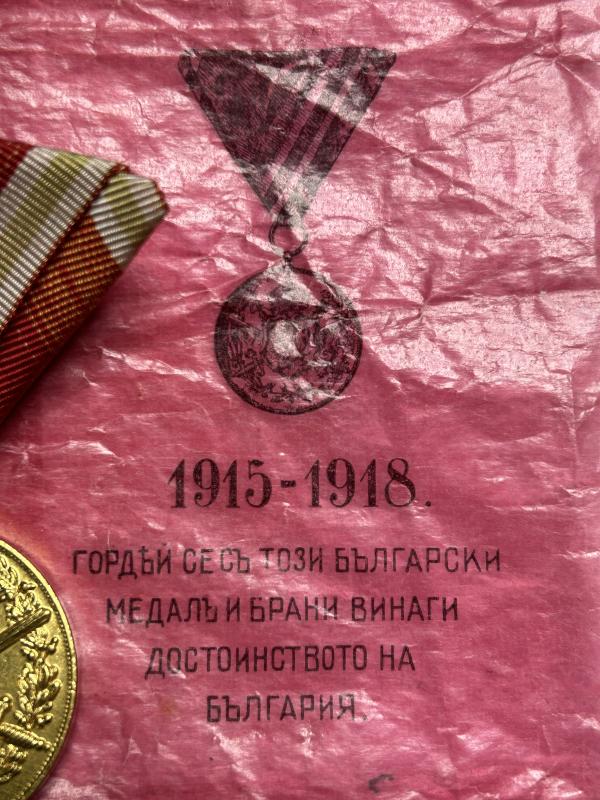 1915-1918.
ГОРДѢЙ СЕ СЪ ТОЗИ БЪЛГАРСКИ
МЕДАЛЪ И БРАНИ ВИНАГИ
ДОСТОИНСТВОТО НА
БЪЛГАРИЯ.